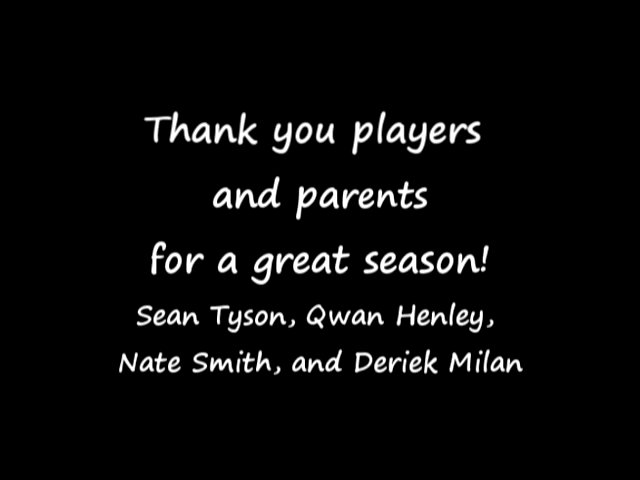 Thank you players
and parents
for a great season!
Sean Tyson, Qwan Henley,
Nate Smith, and Deriek Milan